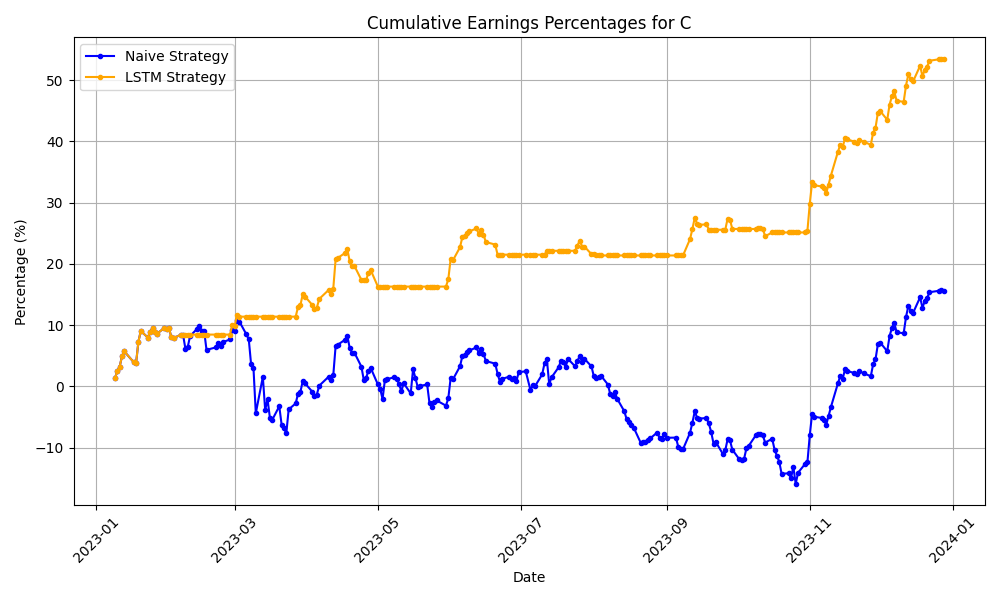 Cumulative Earnings Percentages for C
Naive Strategy
LSTM Strategy
50
40
30
20
10
0
−10
Percentage (%)
2023-01
2023-03
2023-05
2023-07
2023-09
2023-11
2024-01
Date